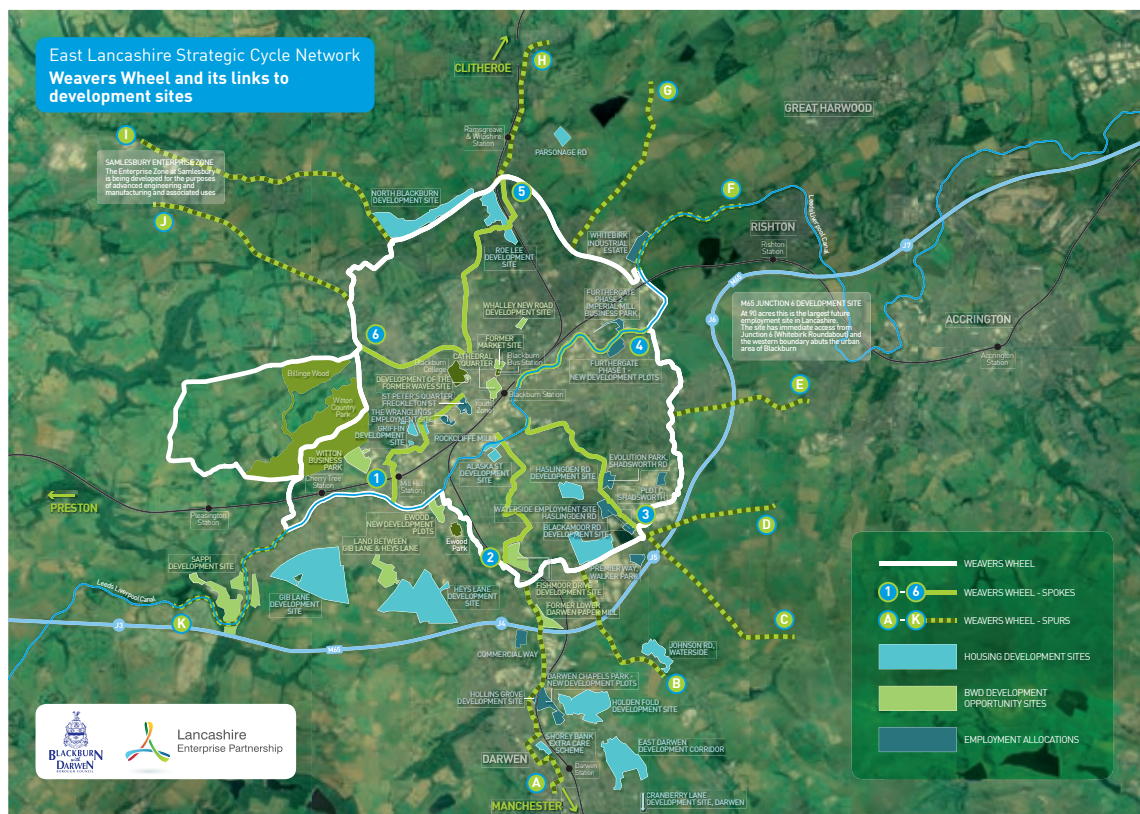 East Lancashire Strategic Cycle Network
Weavers Wheel and its links to
development sites
CLITHEROE
H
G
GREAT HARWOOD
I
Ramsgreave
& Wilpshire
Station
PARSONAGE RD
SAMLESBURY ENTERPRISE ZONE
The Enterprise Zone at Samlesbury
is being developed for the purposes
of advanced engineering and
manufacturing and associated uses
J
NORTH BLACKBURN
DEVELOPMENT SITE
5
F
Leeds Liverpool Canal
RISHTON
Rishton
Station
J7
WHITEBIRK
INDUSTRIAL
ESTATE
ROE LEE
DEVELOPMENT
SITE
M65
FURTHERGATE
PHASE 2 -
IMPERIAL MILL
BUSINESS PARK
M65 JUNCTION 6 DEVELOPMENT SITE
At 90 acres this is the largest future
employment site in Lancashire.
The site has immediate access from
Junction 6 (Whitebirk Roundabout) and
the western boundary abuts the urban
area of Blackburn
WHALLEY NEW ROAD
DEVELOPMENT SITE
J6
ACCRINGTON
Accrington
Station
6
4
FORMER
MARKET SITE
CATHEDRAL
QUARTER
Blackburn
Bus Station
Blackburn
College
FURTHERGATE
PHASE 1 -
NEW DEVELOPMENT PLOTS
Billinge Wood
DEVELOPMENT OF THE
FORMER WAVES SITE
E
Blackburn Station
ST PETER'S QUARTER
FRECKLETON ST
Youth
Zone
Witton
Country
Park
THE WRANGLINGS
EMPLOYMENT SITE
GRIFFIN
DEVELOPMENT
SITE
ROCKCLIFFE MILL
WITTON
BUSINESS
PARK
EVOLUTION PARK,
SHADSWORTH RD
ALASKA ST
DEVELOPMENT
SITE
HASLINGDEN RD
DEVELOPMENT SITE
1
Cherry Tree
Station
Mill Hill
Station
SHADSWORTH
PRESTON
Pleasington
Station
EWOOD -
NEW DEVELOPMENT
PLOTS
WATERSIDE EMPLOYMENT SITE
HASLINGDEN RD
3
D
BLACKAMOOR RD
DEVELOPMENT SITE
LAND BETWEEN
GIB LANE & HEYS LANE
Ewood
Park
2
J5
SAPPI
DEVELOPMENT SITE
PREMIER WAY,
WALKER PARK
Leeds Liverpool Canal
GIB LANE
DEVELOPMENT
SITE
HEYS LANE
DEVELOPMENT
SITE
FISHMOOR DRIVE
DEVELOPMENT SITE
FORMER LOWER
DARWEN PAPER MILL
K
J3
J4
C
M65
COMMERCIAL WAY
JOHNSON RD,
WATERSIDE
B
DARWEN CHAPELS PARK -
NEW DEVELOPMENT PLOTS
HOLLINS GROVE
DEVELOPMENT SITE
HOLDEN FOLD
DEVELOPMENT SITE
SHOREY BANK
EXTRA CARE
SCHEME
EAST DARWEN
DEVELOPMENT CORRIDOR
DARWEN
Darwen
Station
A
MANCHESTER
CRANBERRY LANE
DEVELOPMENT SITE, DARWEN
WEAVERS WHEEL
1 - 6 WEAVERS WHEEL - SPOKES
A - K WEAVERS WHEEL - SPURS
HOUSING DEVELOPMENT SITES
BWD DEVELOPMENT
OPPORTUNITY SITES
EMPLOYMENT ALLOCATIONS
BLACKBURN
with
DARWEN
BOROUGH COUNCIL
Lancashire
Enterprise Partnership